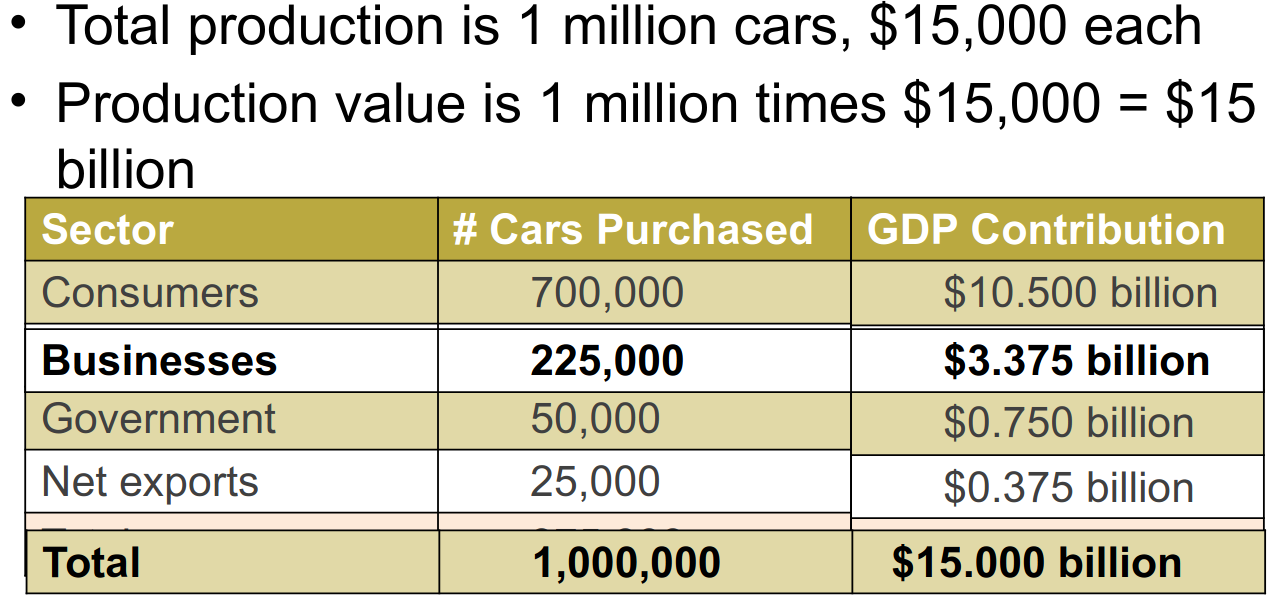 • Total production is 1 million cars, $15,000 each
• Production value is 1 million times $15,000 = $15
billion
Sector # Cars Purchased GDP Contribution
Consumers 700,000 $10.500 billion
Businesses 225,000 $3.375 billion
Government 50,000 $0.750 billion
Net exports 25,000 $0.375 billion
Total 1,000,000 $15.000 billion